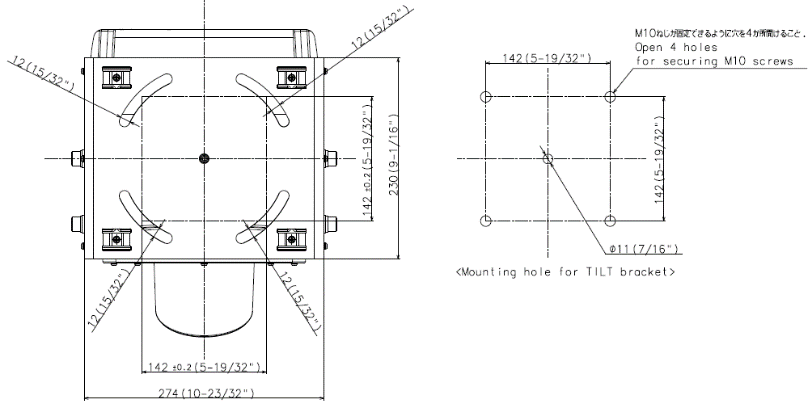 12(15/32")
12(15/32")
142 ±0.2 (5-19/32")
230(9-1/16")
12(15/32")
12(15/32")
142 ±0.2 (5-19/32")
274(10-23/32")
M10ねじが固定できるように穴を4か所開けること.
Open 4 holes
for securing M10 screws
142(5-19/32")
142(5-19/32")
φ11(7/16")
<Mounting hole for TILT bracket>